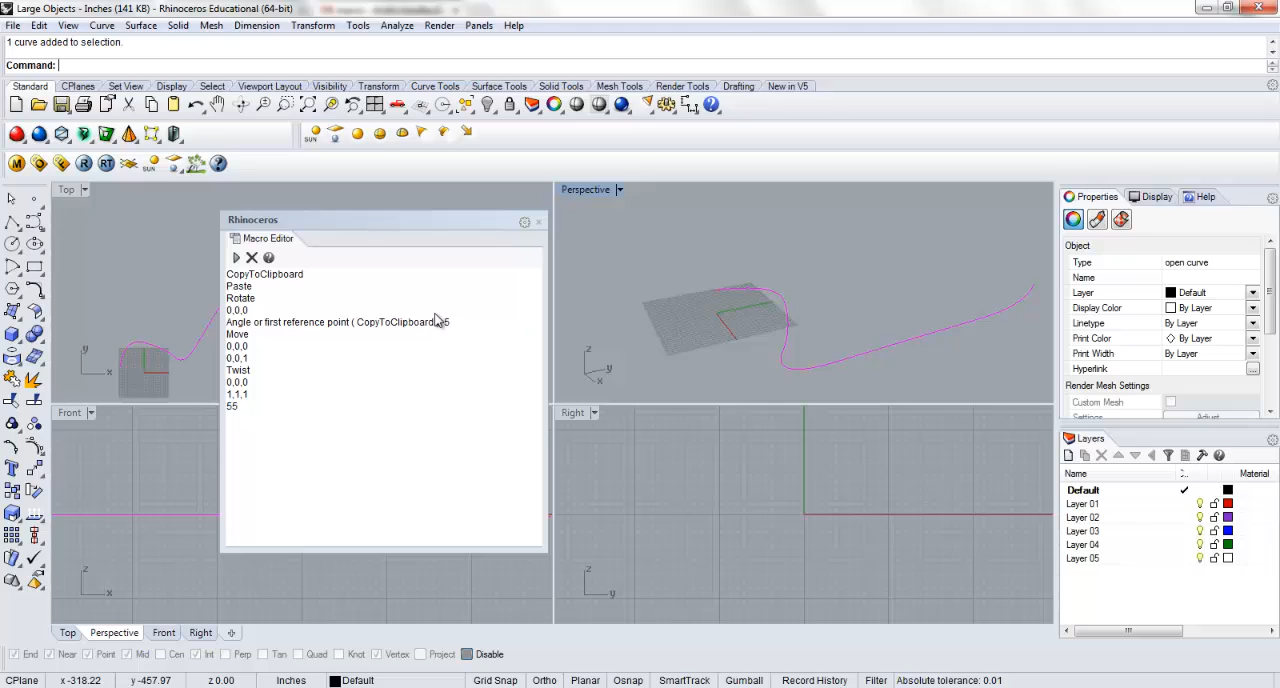 Large Objects - Inches (141 KB) - Rhinoceros Educational (64-bit)
File Edit View Curve Surface Solid Mesh Dimension Transform Tools Analyze Render Panels Help
1 curve added to selection.
Command:
Standard CPlanes Set View Display Select Viewport Layout Visibility Transform Curve Tools Surface Tools Solid Tools Mesh Tools Render Tools Drafting New in V5
SUN
M R RT SUN
Top Perspective
Properties Display Help
Rhinoceros
Macro Editor
CopyToClipboard
Paste
Rotate
0,0,0
Angle or first reference point ( CopyToClipboard 5
Move
0,0,0
0,0,1
Twist
0,0,0
1,1,1
55
y
x
z
y
x
Object
Type open curve
Name
Layer Default
Display Color By Layer
Linetype By Layer
Print Color By Layer
Print Width By Layer
Hyperlink ...
Render Mesh Settings
Custom Mesh
Settings Adjust
Front Right
z
x
z
y
Layers
Name Material
Default
Layer 01
Layer 02
Layer 03
Layer 04
Layer 05
Top Perspective Front Right
End Near Point Mid Cen Int Perp Tan Quad Knot Vertex Project Disable
CPlane x -318.22 y -457.97 z 0.00 Inches Default Grid Snap Ortho Planar Osnap SmartTrack Gumball Record History Filter Absolute tolerance: 0.01